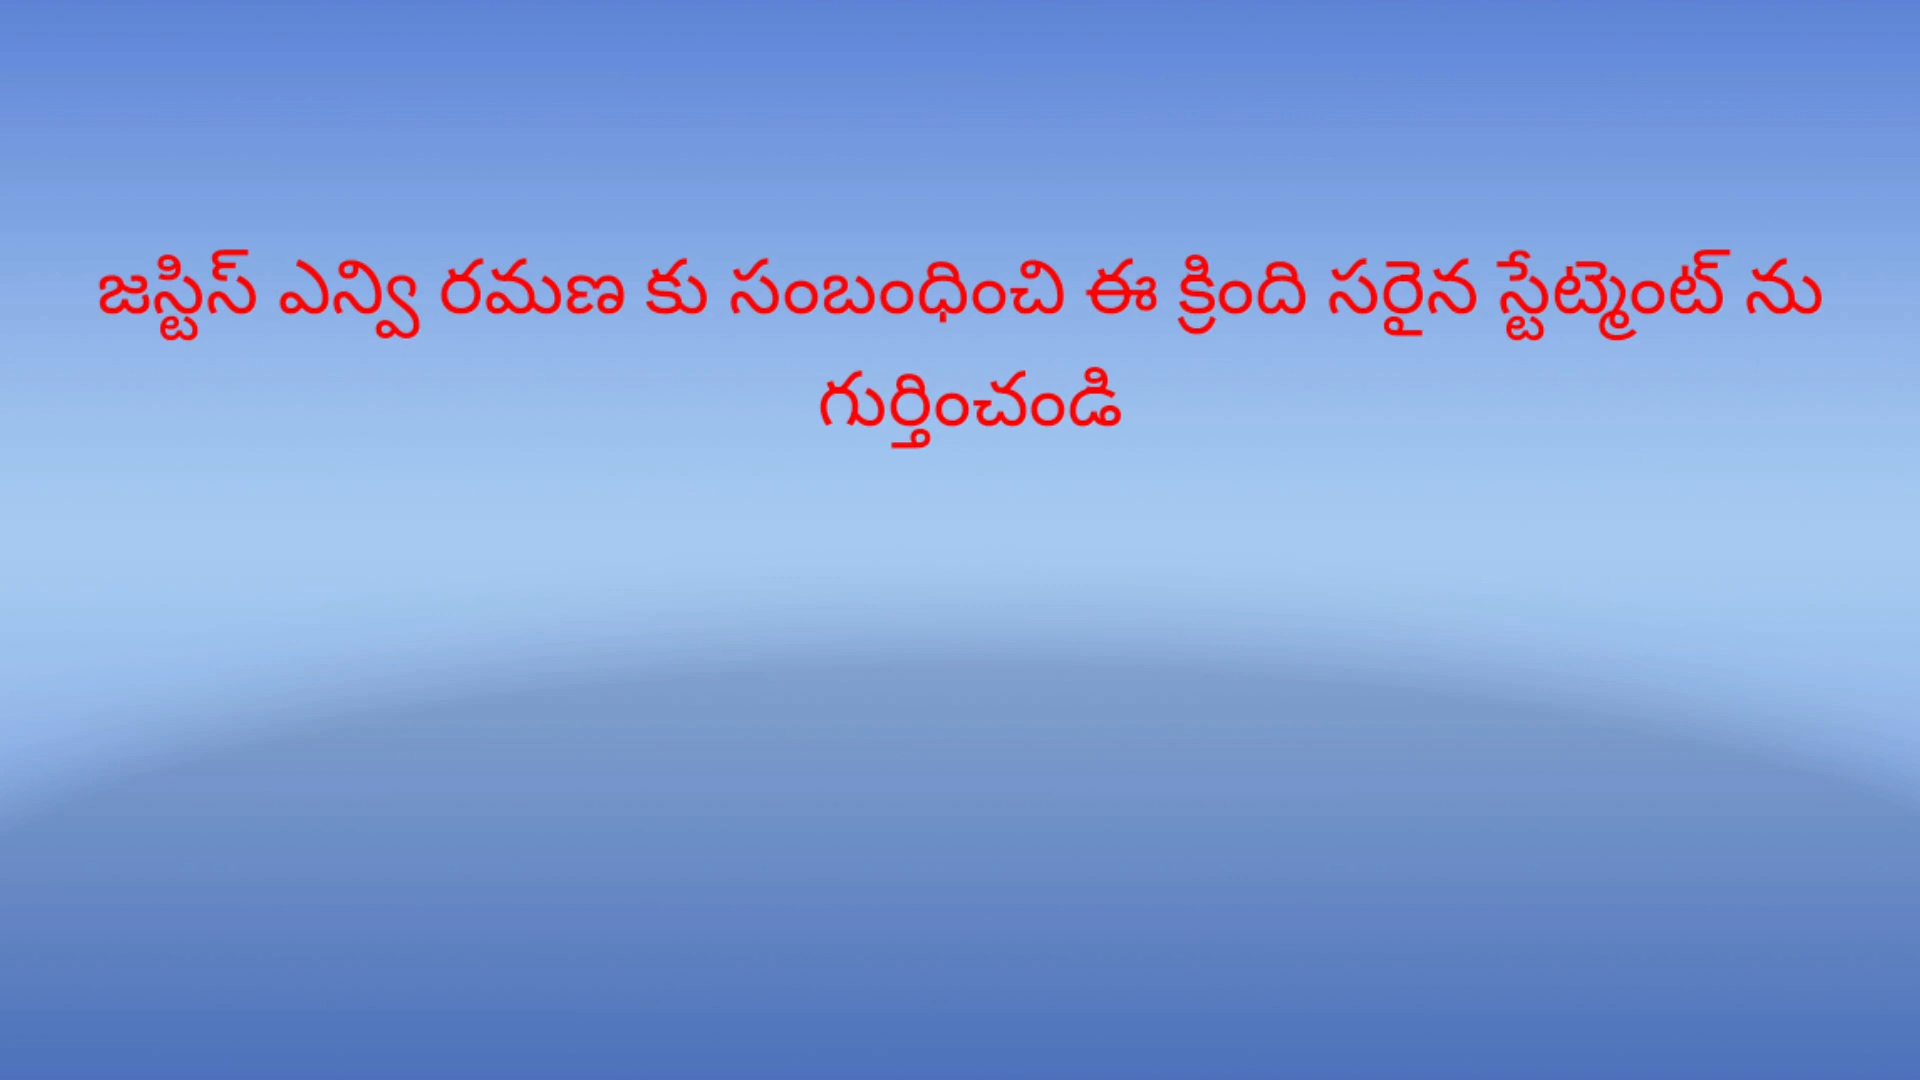 జస్టిస్ ఎన్వి రమణ కు సంబంధించి ఈ క్రింది సరైన స్టేట్మెంట్ ను
గుర్తించండి